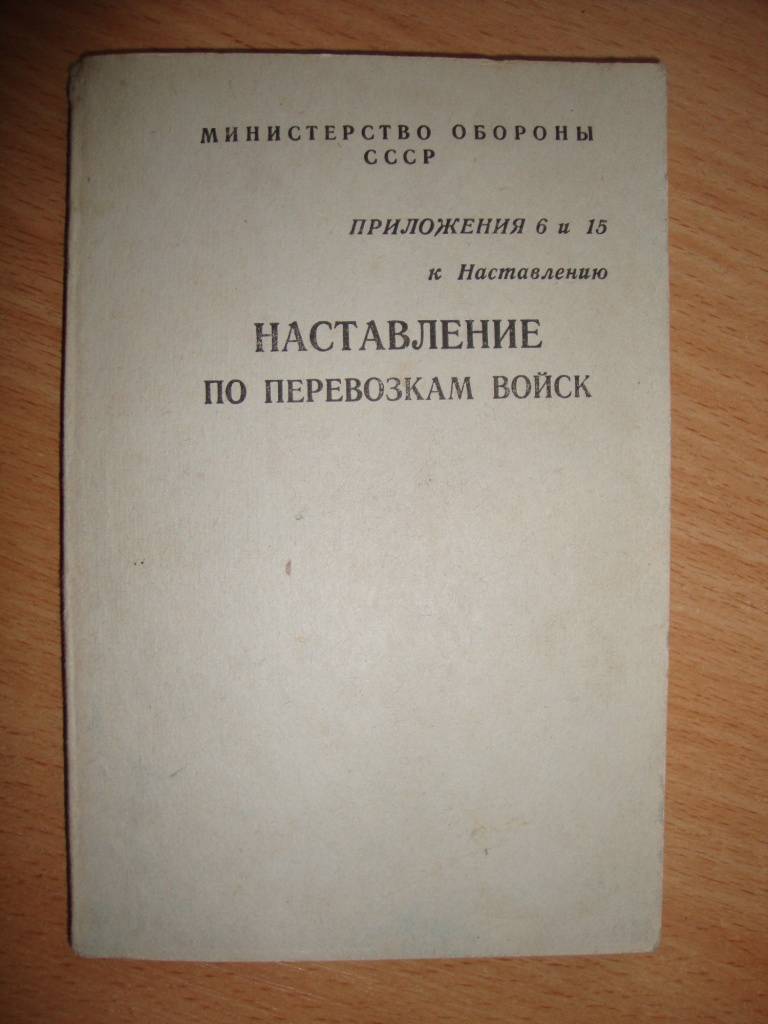 МИНИСТЕРСТВО ОБОРОНЫ
СССР
ПРИЛОЖЕНИЯ 6 и 15
к Наставлению
НАСТАВЛЕНИЕ
ПО ПЕРЕВОЗКАМ ВОЙСК